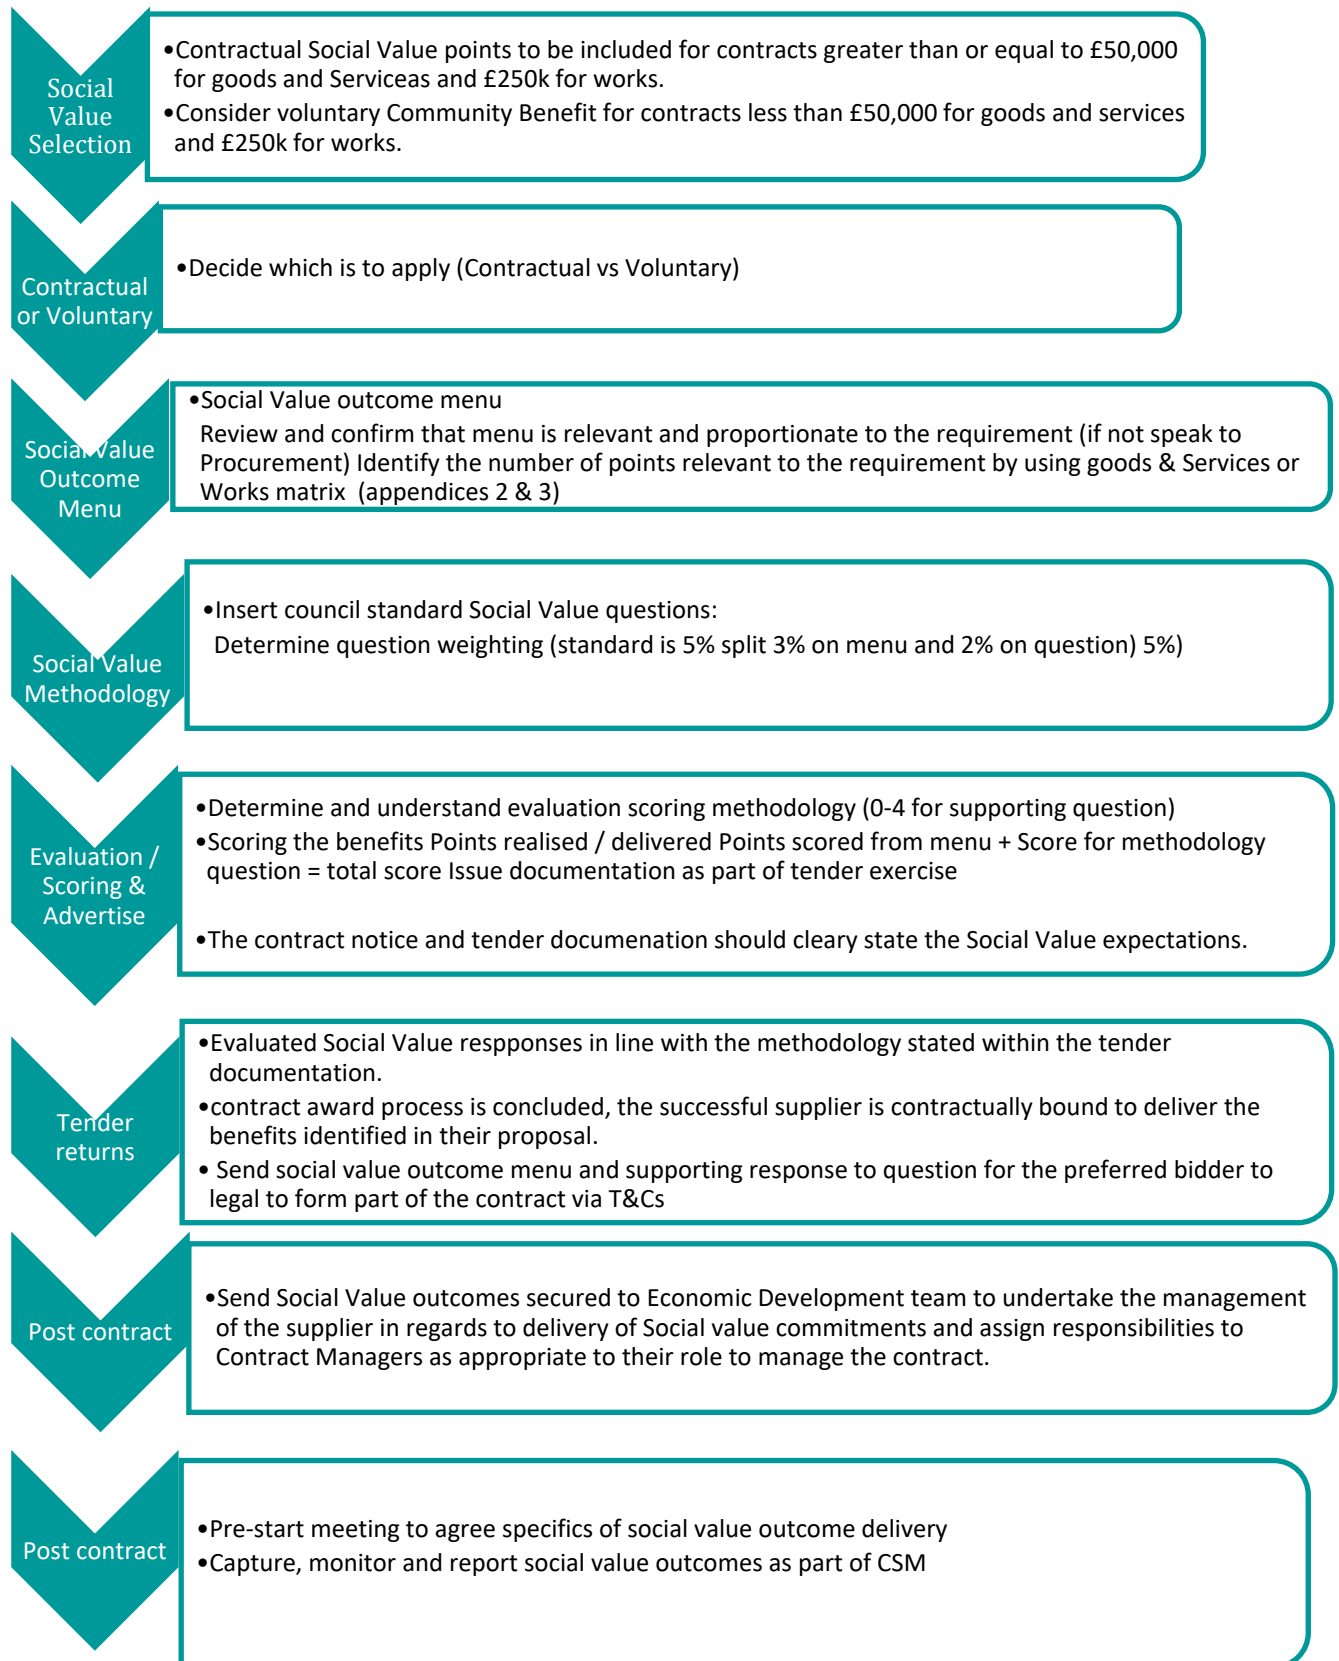 Social
Value
Selection
•Contractual Social Value points to be included for contracts greater than or equal to £50,000
for goods and Serviceas and £250k for works.
•Consider voluntary Community Benefit for contracts less than £50,000 for goods and services
and £250k for works.
Contractual
or Voluntary
•Decide which is to apply (Contractual vs Voluntary)
Social Value
Outcome
Menu
•Social Value outcome menu
Review and confirm that menu is relevant and proportionate to the requirement (if not speak to
Procurement) Identify the number of points relevant to the requirement by using goods & Services or
Works matrix (appendices 2 & 3)
Social Value
Methodology
•Insert council standard Social Value questions:
Determine question weighting (standard is 5% split 3% on menu and 2% on question) 5%)
Evaluation /
Scoring &
Advertise
•Determine and understand evaluation scoring methodology (0-4 for supporting question)
•Scoring the benefits Points realised / delivered Points scored from menu + Score for methodology
question = total score Issue documentation as part of tender exercise
•The contract notice and tender documenation should cleary state the Social Value expectations.
Tender
returns
•Evaluated Social Value respponses in line with the methodology stated within the tender
documentation.
•contract award process is concluded, the successful supplier is contractually bound to deliver the
benefits identified in their proposal.
• Send social value outcome menu and supporting response to question for the preferred bidder to
legal to form part of the contract via T&Cs
Post contract
•Send Social Value outcomes secured to Economic Development team to undertake the management
of the supplier in regards to delivery of Social value commitments and assign responsibilities to
Contract Managers as appropriate to their role to manage the contract.
Post contract
•Pre-start meeting to agree specifics of social value outcome delivery
•Capture, monitor and report social value outcomes as part of CSM